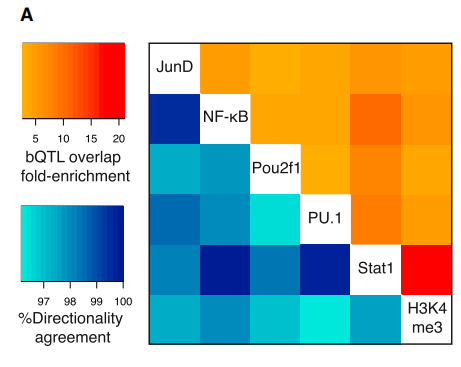 A
JunD
NF-κB
5 10 15 20
bQTL overlap
fold-enrichment
Pou2f1
PU.1
Stat1
97 98 99 100
%Directionality
agreement
H3K4
me3